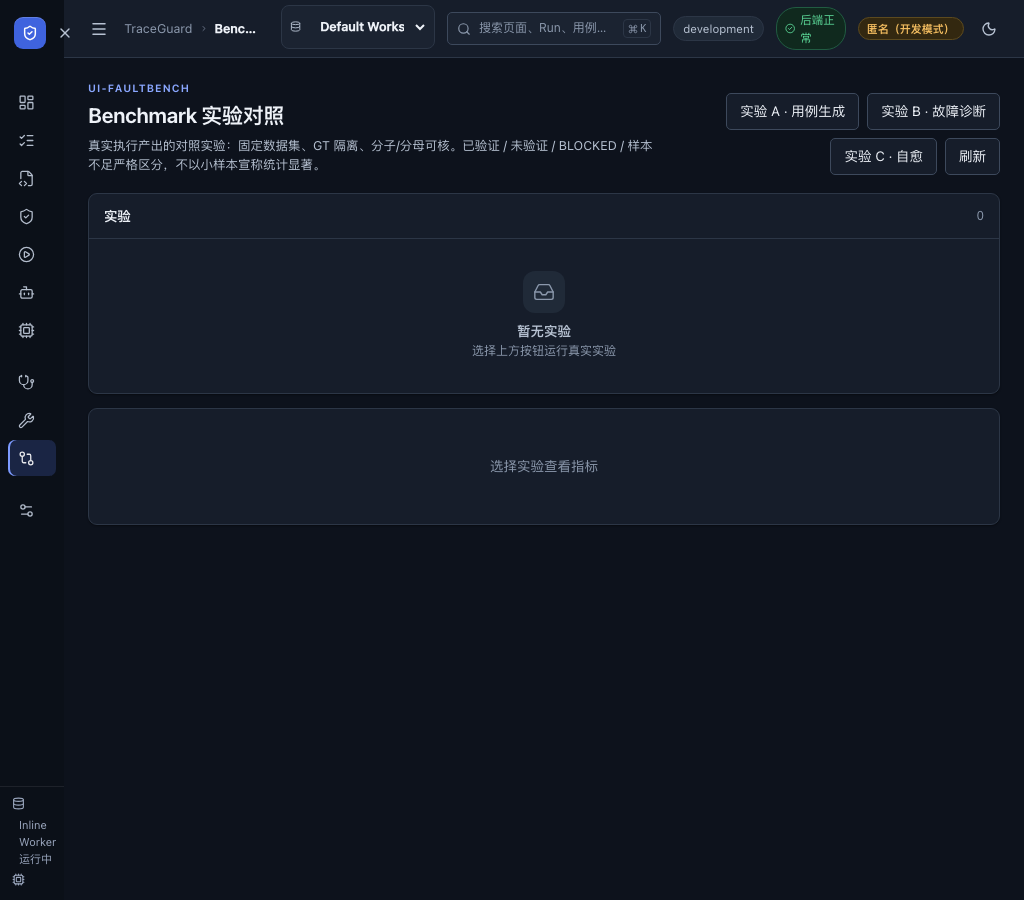 TraceGuard › Benc...
Default Works
搜索页面、Run、用例... ⌘K
development
后端正
常
匿名（开发模式）
UI-FAULTBENCH
Benchmark 实验对照
真实执行产出的对照实验：固定数据集、GT 隔离、分子/分母可核。已验证 / 未验证 / BLOCKED / 样本
不足严格区分，不以小样本宣称统计显著。
实验 A · 用例生成
实验 B · 故障诊断
实验 C · 自愈
刷新
实验
0
暂无实验
选择上方按钮运行真实实验
选择实验查看指标
Inline
Worker
运行中